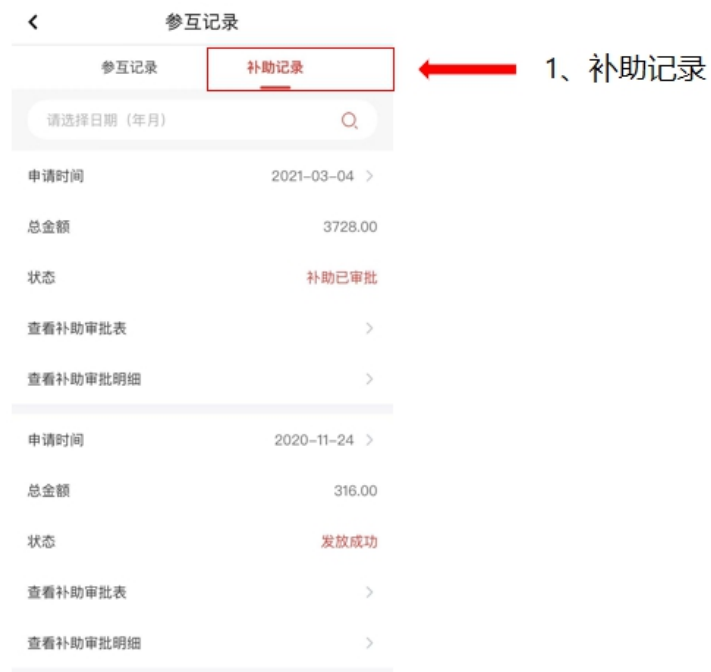 参互记录
参互记录 补助记录
1、补助记录
请选择日期（年月）
申请时间 2021-03-04
总金额 3728.00
状态 补助已审批
查看补助审批表
查看补助审批明细
申请时间 2020-11-24
总金额 316.00
状态 发放成功
查看补助审批表
查看补助审批明细